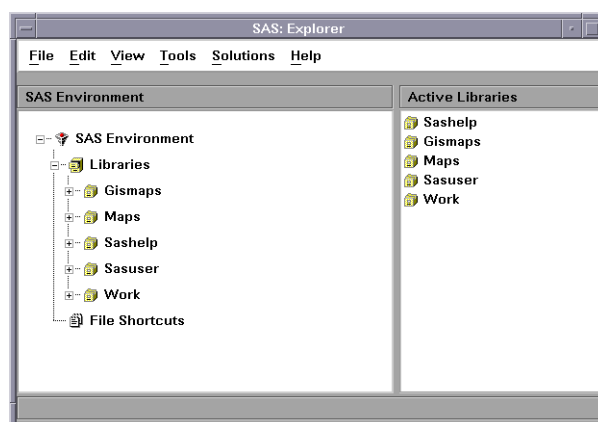 SAS: Explorer
File Edit View Tools Solutions Help
SAS Environment
SAS Environment
Libraries
Gismaps
Maps
Sashelp
Sasuser
Work
File Shortcuts
Active Libraries
Sashelp
Gismaps
Maps
Sasuser
Work